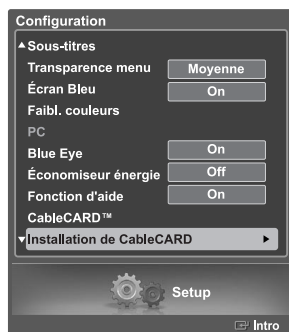 Configuration
▲Sous-titres
Transparence menu Moyenne
Écran Bleu On
Faibl. couleurs
PC
Blue Eye On
Économiseur énergie Off
Fonction d'aide On
CableCARD™
▼Installation de CableCARD ►
Setup
Intro